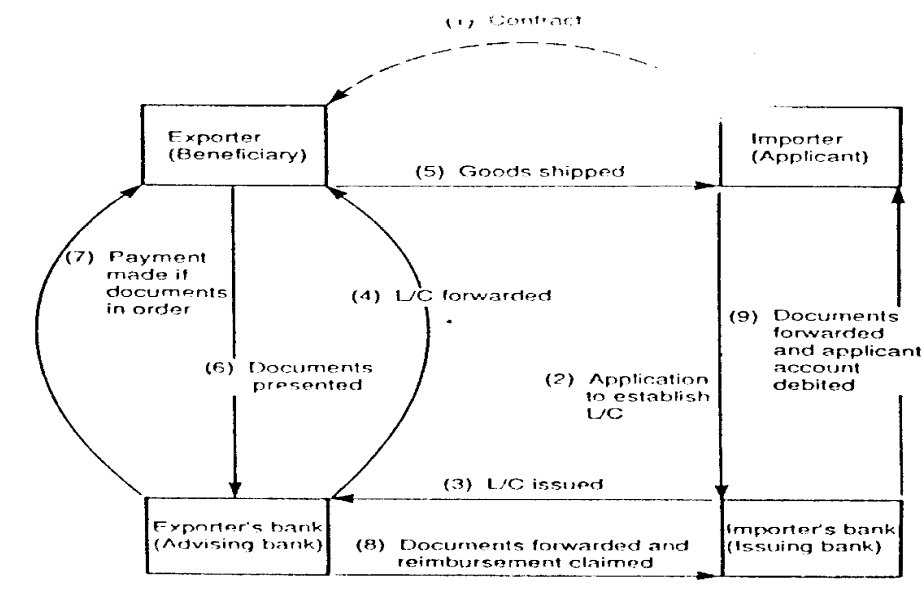 (1) Contract
Exporter
(Beneficiary)
Importer
(Applicant)
(5) Goods shipped
(7) Payment
made if
documents
in order
(4) L/C forwarded
(9) Documents
forwarded
and applicant
account
debited
(6) Documents
presented
(2) Application
to establish
L/C
(3) L/C issued
Exporter's bank
(Advising bank)
Importer's bank
(Issuing bank)
(8) Documents forwarded and
reimbursement claimed